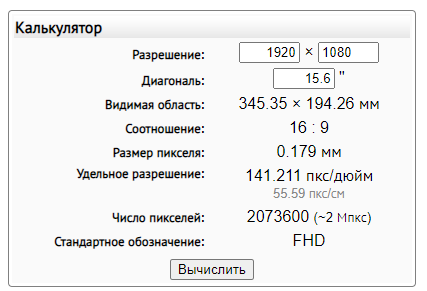 Калькулятор
Разрешение: 1920 × 1080
Диагональ: 15.6 "
Видимая область: 345.35 × 194.26 мм
Соотношение: 16 : 9
Размер пикселя: 0.179 мм
Удельное разрешение: 141.211 пкс/дюйм
55.59 пкс/см
Число пикселей: 2073600 (~2 Мпкс)
Стандартное обозначение: FHD
Вычислить